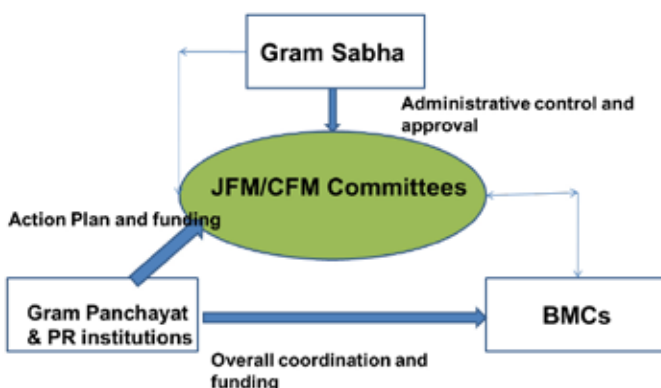 Gram Sabha
Administrative control and
approval
JFM/CFM Committees
Action Plan and funding
Gram Panchayat
& PR institutions
BMCs
Overall coordination and
funding